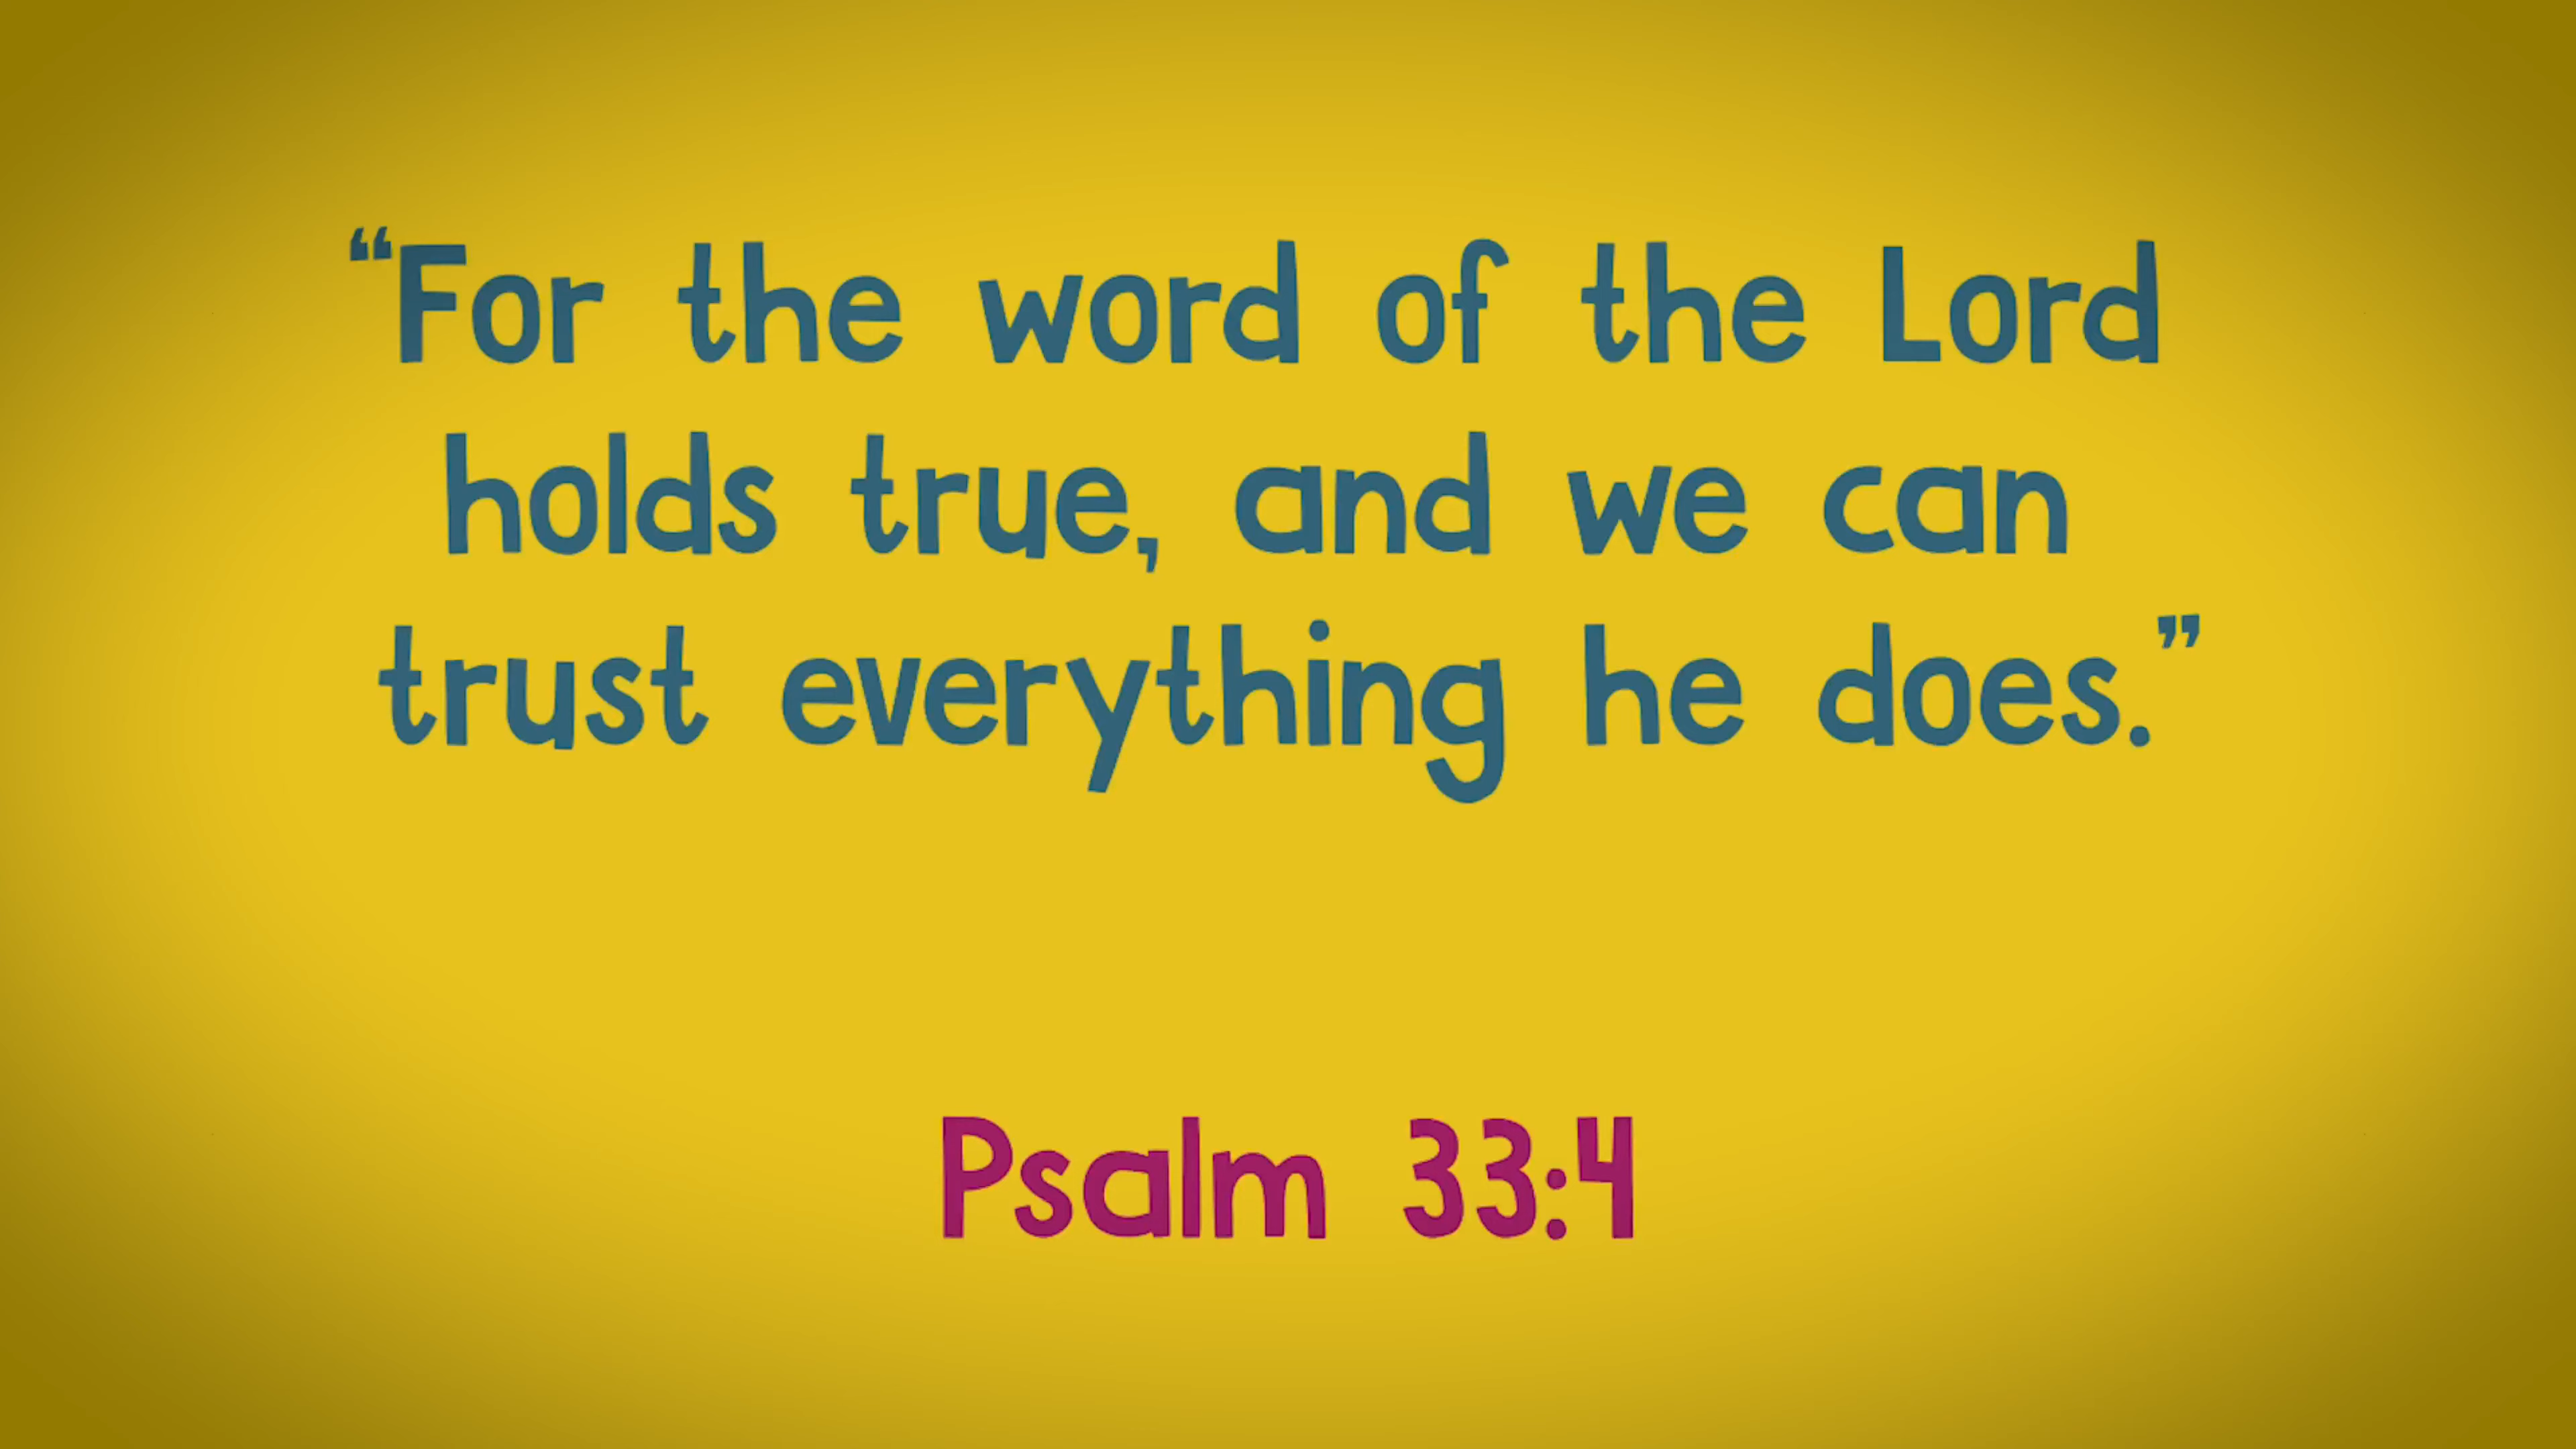 “For the word of the Lord
holds true, and we can
trust everything he does.”
Psalm 33:4